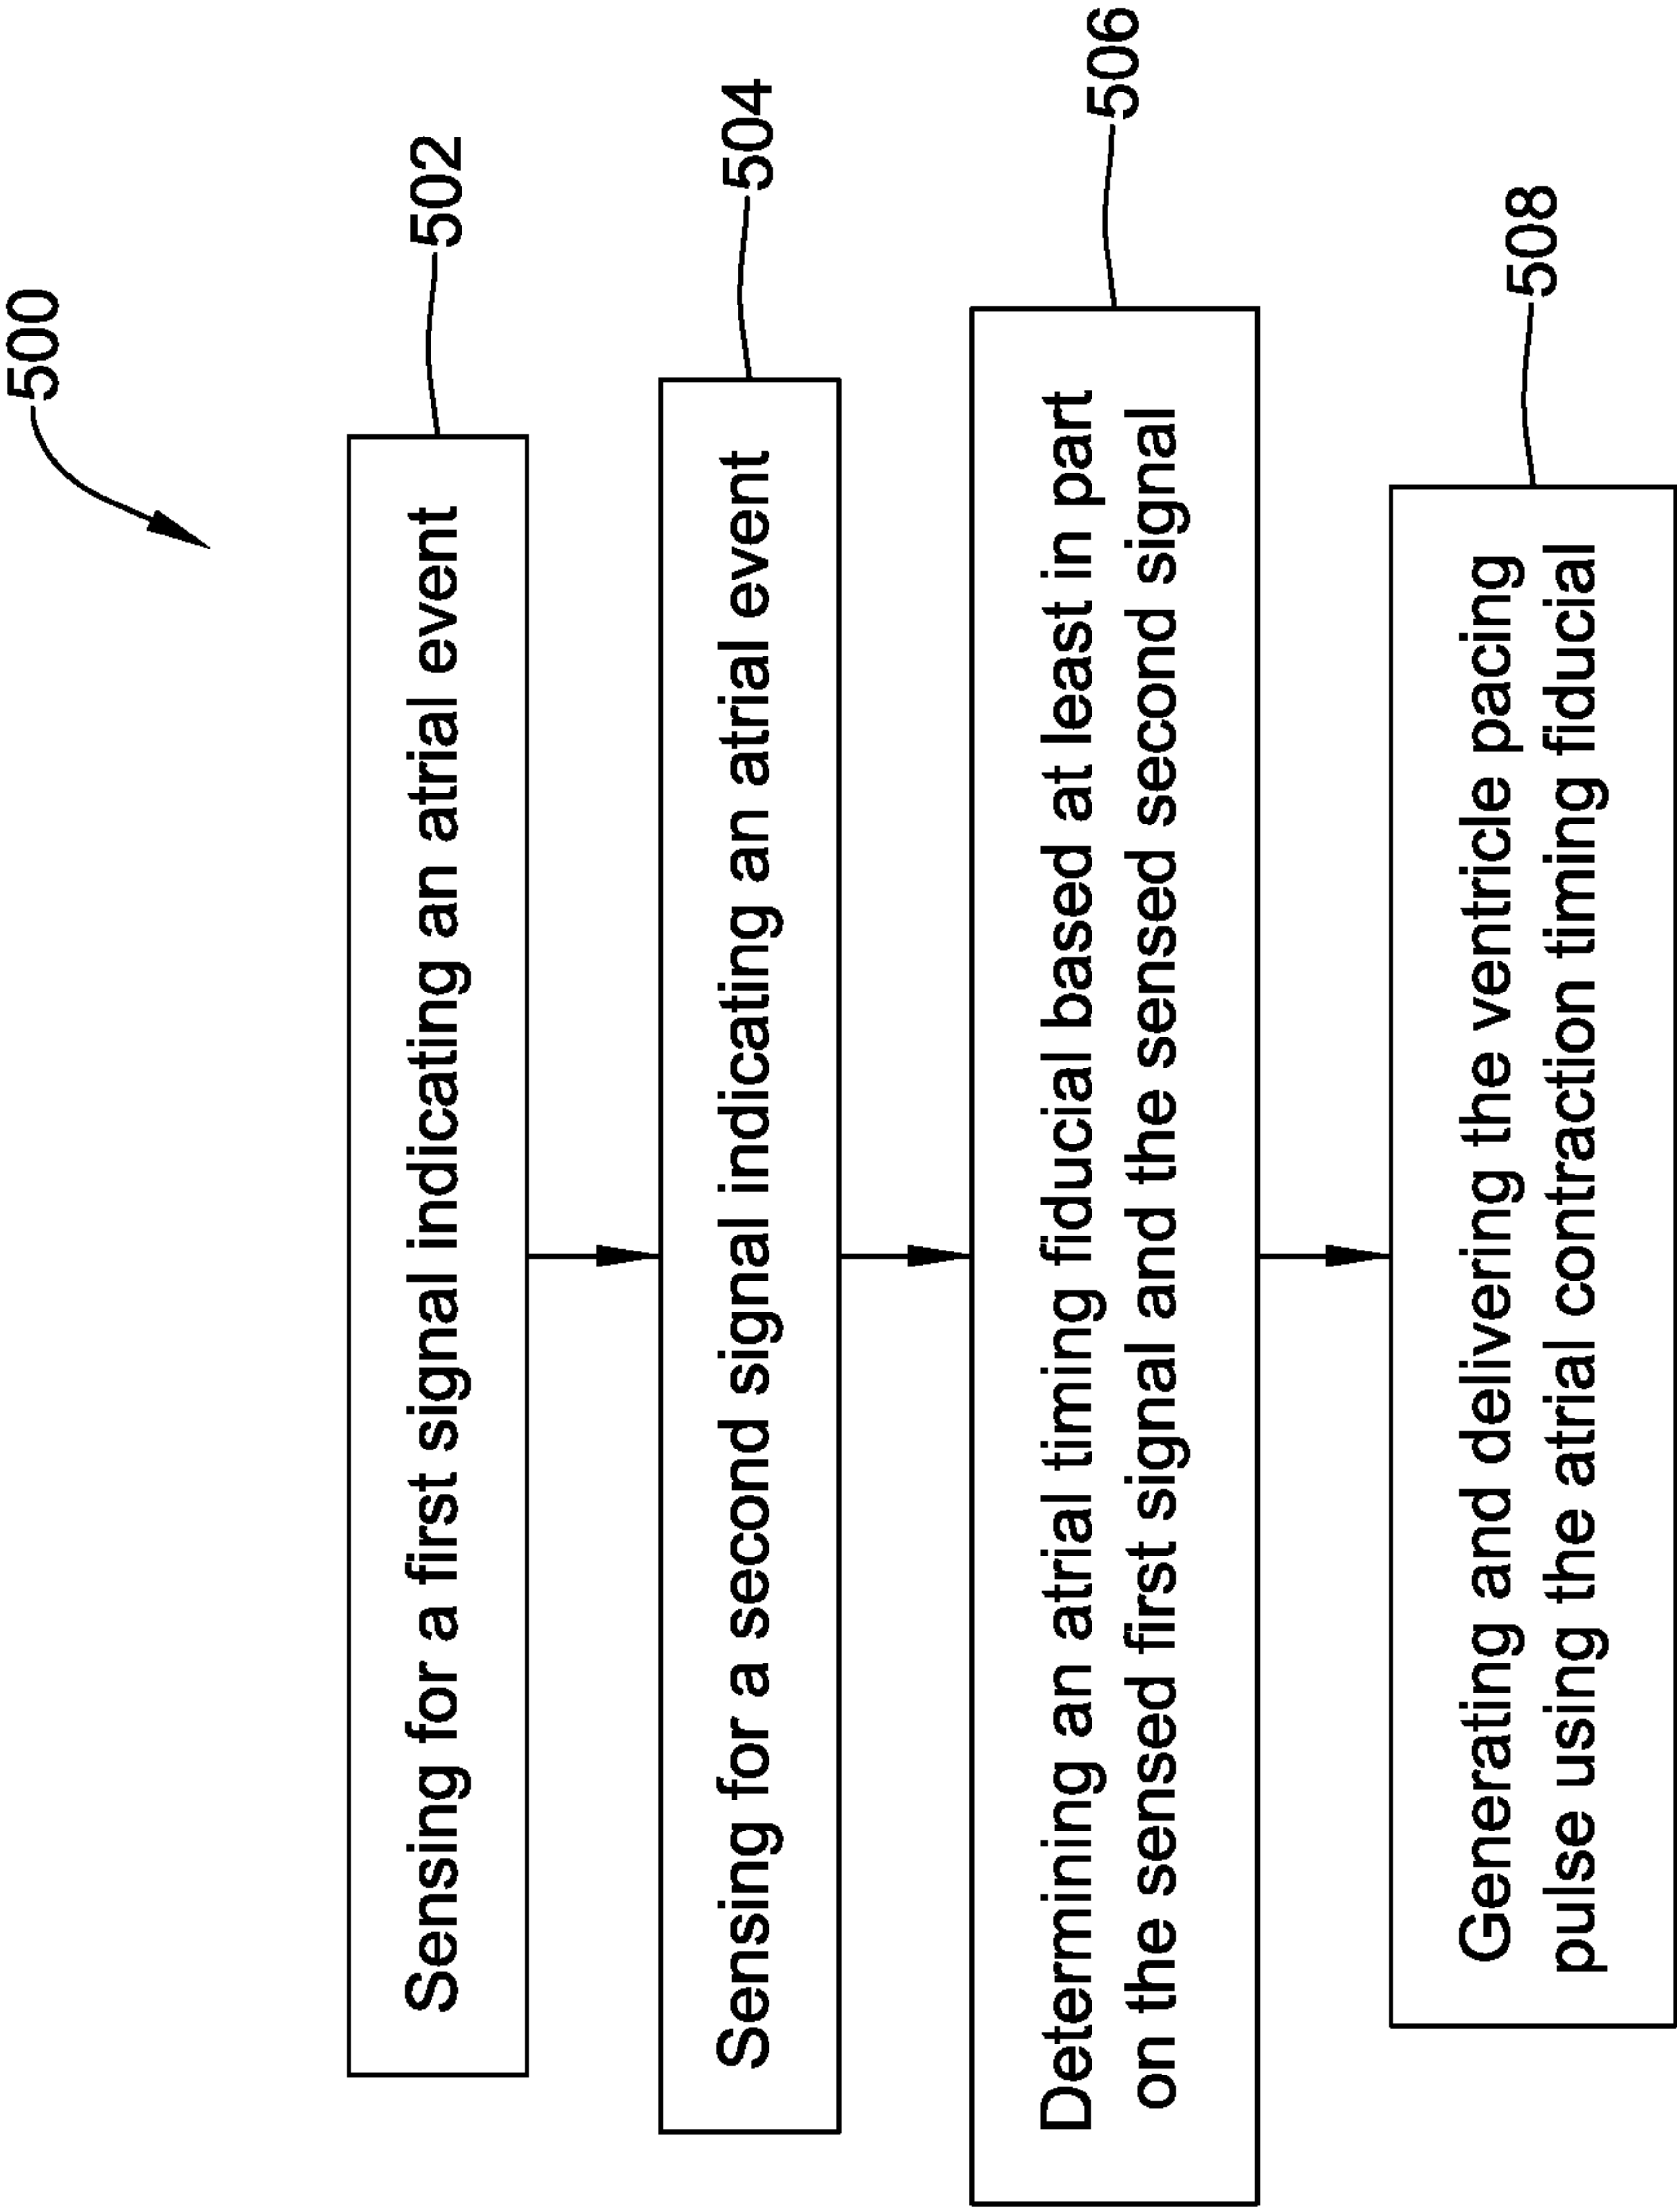 500
Sensing for a first signal indicating an atrial event
502
Sensing for a second signal indicating an atrial event
504
Determining an atrial timing fiducial based at least in part
on the sensed first signal and the sensed second signal
506
Generating and delivering the ventricle pacing
pulse using the atrial contraction timing fiducial
508